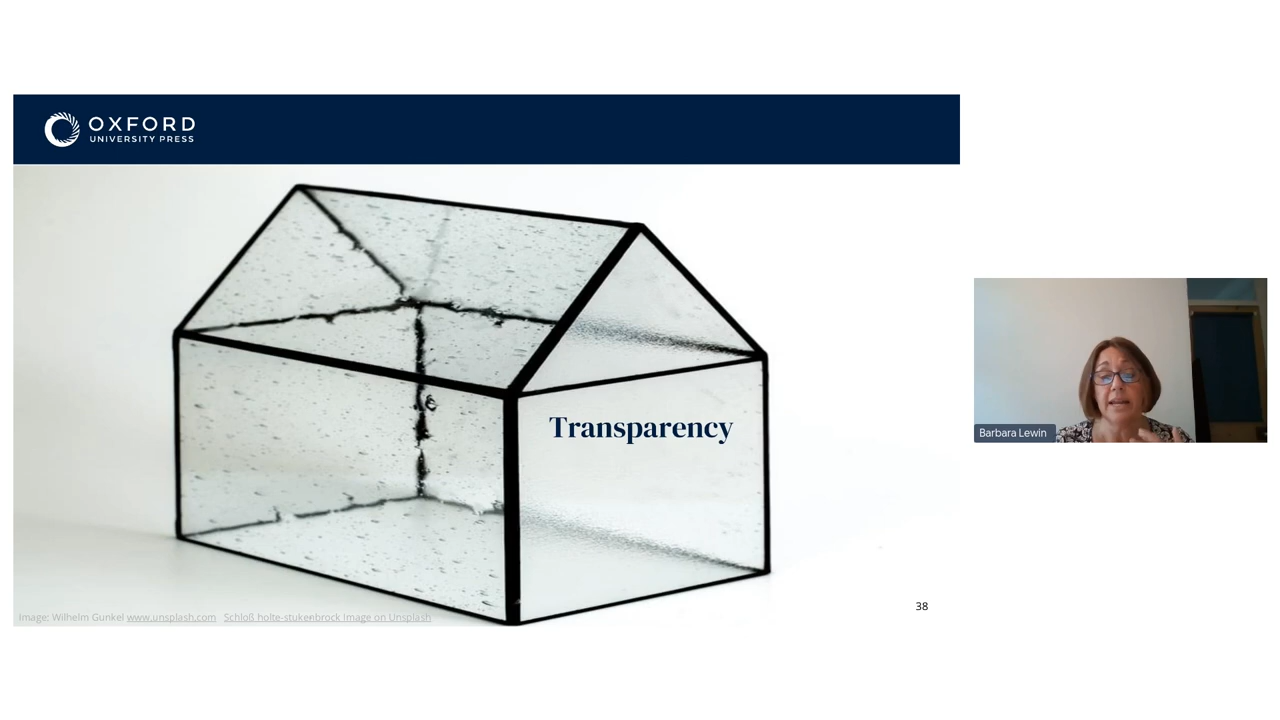 OXFORD
UNIVERSITY PRESS
Transparency
Barbara Lewin
38
Image: Wilhelm Gunkel www.unsplash.com Schloß holte-stukenbrock Image on Unsplash